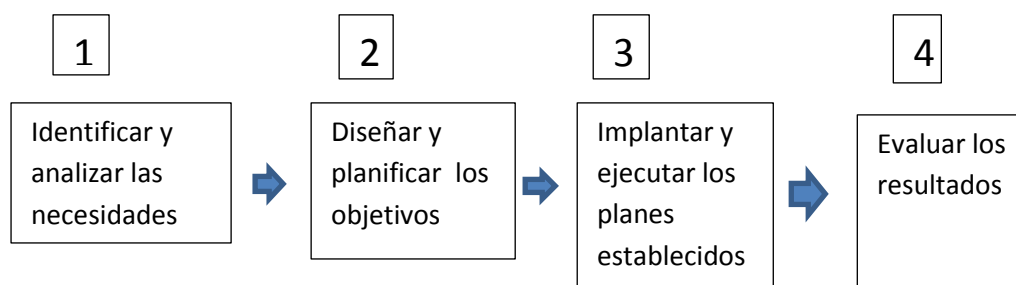 1
2
3
4
Identificar y
analizar las
necesidades
Diseñar y
planificar los
objetivos
Implantar y
ejecutar los
planes
establecidos
Evaluar los
resultados